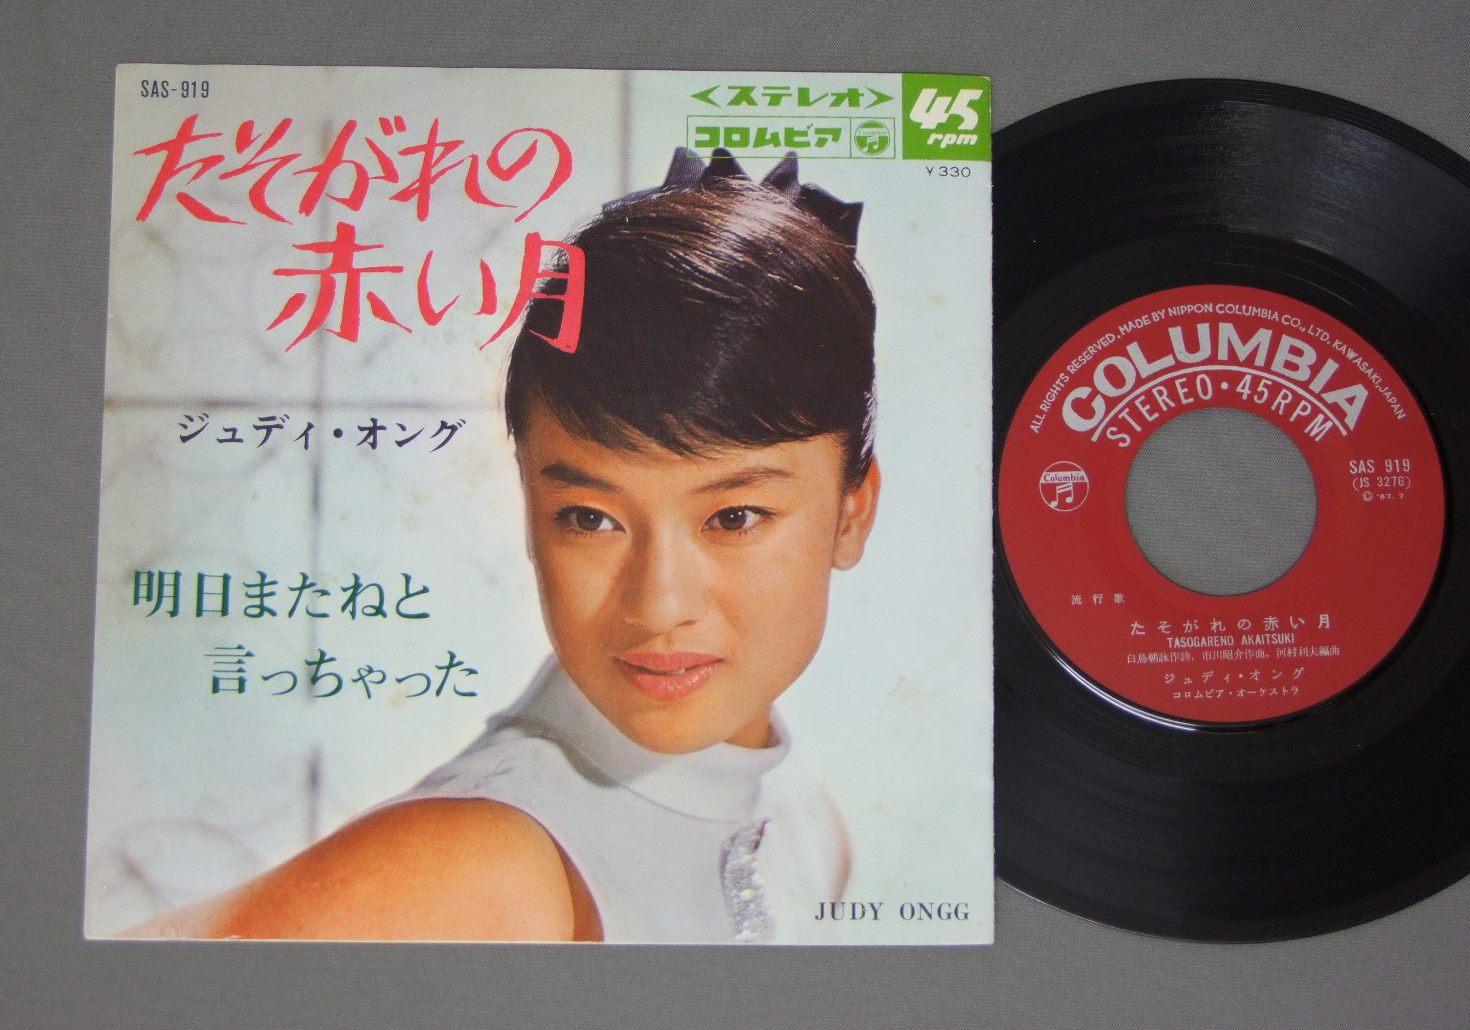 SAS-919
<ステレオ>
コロムビア
Columbia
45
rpm
¥330
たそがれの
赤い月
ジュディ・オング
明日またねと
言っちゃった
JUDY ONGG
ALL RIGHTS RESERVED. MADE BY NIPPON COLUMBIA CO., LTD. KAWASAKI, JAPAN
COLUMBIA
STEREO・45RPM
Columbia
SAS 919
(JS 3276)
Ⓒ '67. 7
流行歌
たそがれの赤い月
TASOGARENO AKAITSUKI
白鳥朝詠作詩, 市川昭介作曲, 河村利夫編曲
ジュディ・オング
コロムビア・オーケストラ